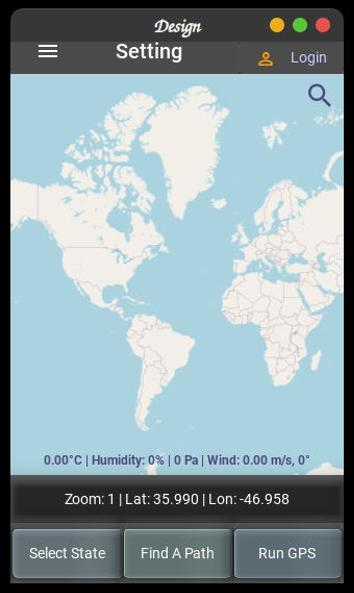 Design
Setting
Login
0.00°C | Humidity: 0% | 0 Pa | Wind: 0.00 m/s, 0°
Zoom: 1 | Lat: 35.990 | Lon: -46.958
Select State
Find A Path
Run GPS